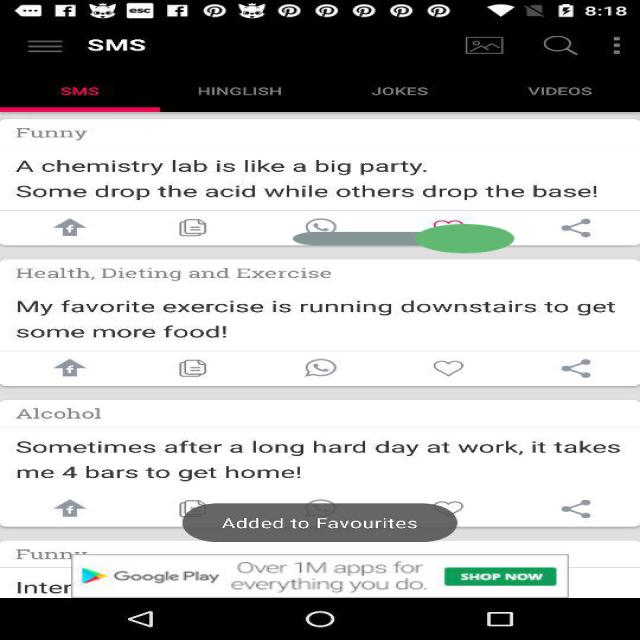 esc
8:18
SMS
SMS
HINGLISH
JOKES
VIDEOS
Funny
A chemistry lab is like a big party.
Some drop the acid while others drop the base!
Health, Dieting and Exercise
My favorite exercise is running downstairs to get
some more food!
Alcohol
Sometimes after a long hard day at work, it takes
me 4 bars to get home!
Added to Favourites
Funny
Inter
Google Play
Over 1M apps for
everything you do.
SHOP NOW